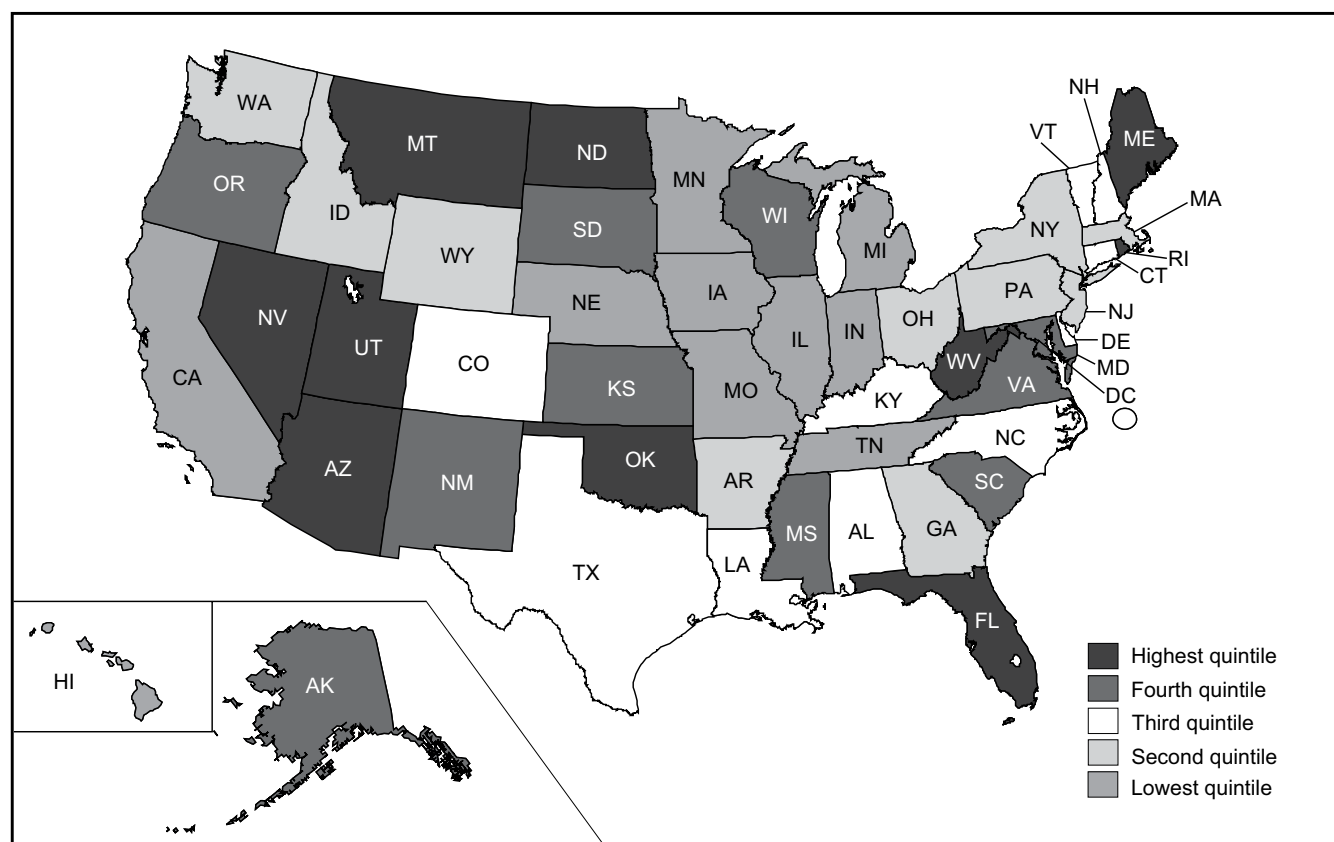 NH
VT
ME
WA
MT
ND
MN
OR
ID
WI
SD
NY
MA
MI
WY
RI
CT
IA
NE
PA
NJ
NV
OH
IL
IN
DE
UT
CO
WV
MD
CA
KS
VA
MO
DC
KY
NC
TN
AZ
OK
NM
AR
SC
MS
AL
GA
LA
TX
FL
HI
AK
Highest quintile
Fourth quintile
Third quintile
Second quintile
Lowest quintile